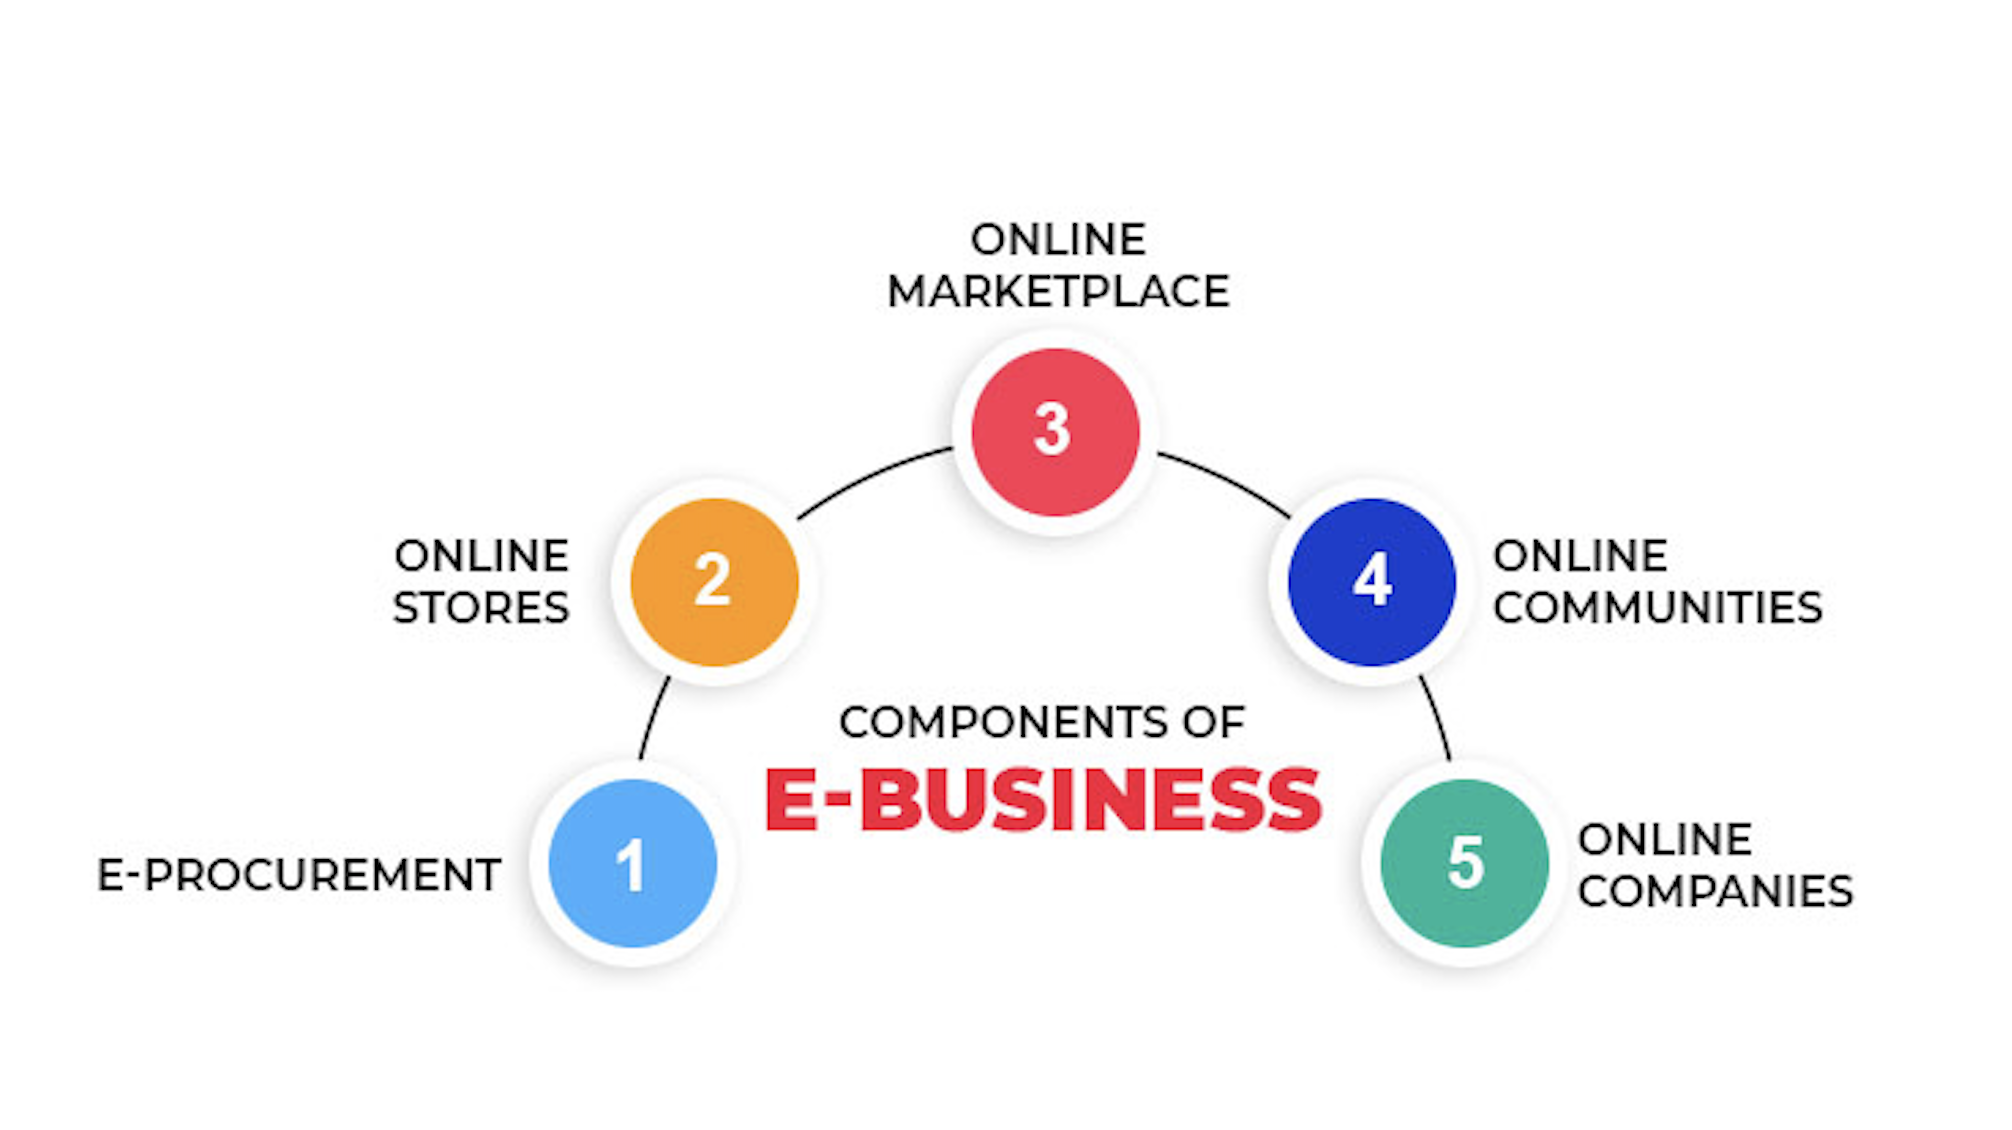 ONLINE
MARKETPLACE
3
ONLINE
STORES
2
4
ONLINE
COMMUNITIES
COMPONENTS OF
E-BUSINESS
E-PROCUREMENT
1
5
ONLINE
COMPANIES